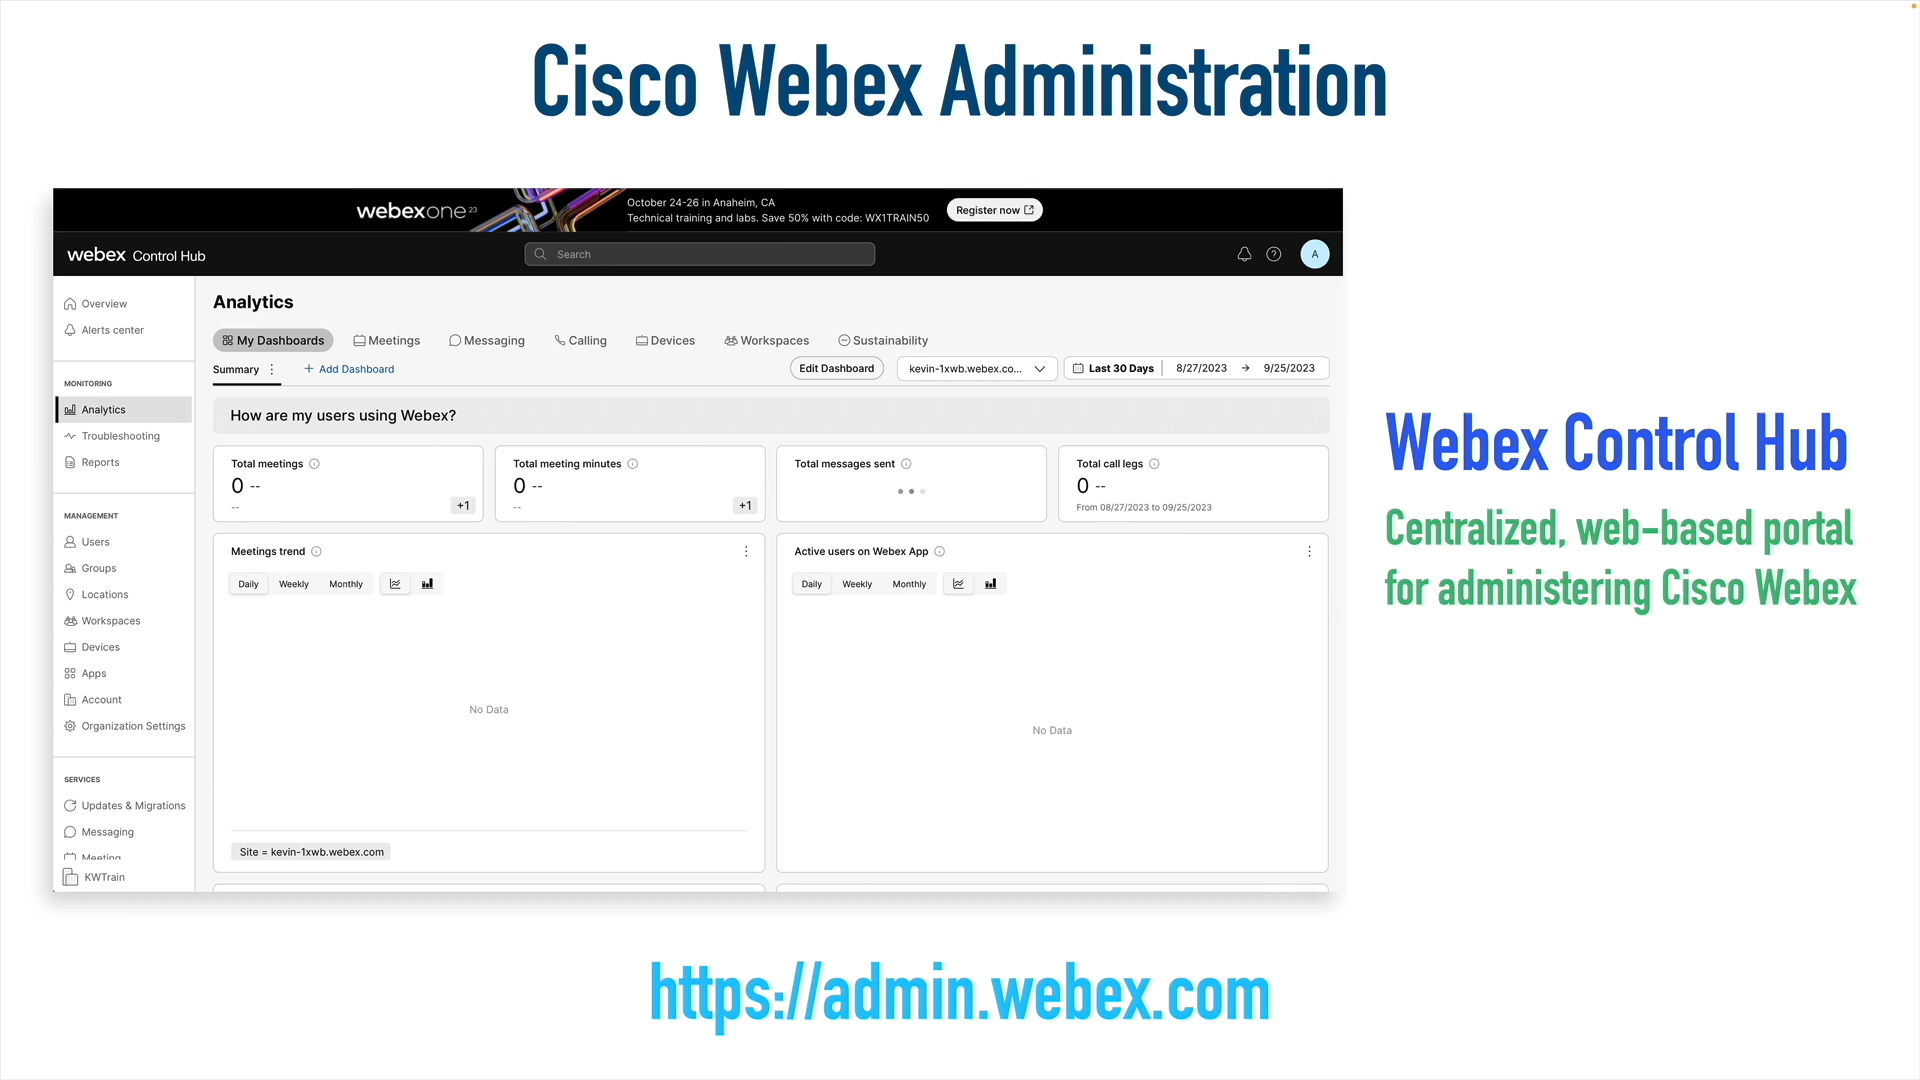 Cisco Webex Administration
webexone 23
October 24-26 in Anaheim, CA
Technical training and labs. Save 50% with code: WX1TRAIN50
Register now
webex Control Hub
Search
A
Overview
Alerts center
MONITORING
Analytics
Troubleshooting
Reports
MANAGEMENT
Users
Groups
Locations
Workspaces
Devices
Apps
Account
Organization Settings
SERVICES
Updates & Migrations
Messaging
Meeting
KWTrain
Analytics
My Dashboards Meetings Messaging Calling Devices Workspaces Sustainability
Summary + Add Dashboard Edit Dashboard kevin-1xwb.webex.co... Last 30 Days 8/27/2023 → 9/25/2023
How are my users using Webex?
Total meetings
0 --
--
+1
Total meeting minutes
0 --
--
+1
Total messages sent
Total call legs
0 --
From 08/27/2023 to 09/25/2023
Meetings trend
Daily Weekly Monthly
No Data
Site = kevin-1xwb.webex.com
Active users on Webex App
Daily Weekly Monthly
No Data
Webex Control Hub
Centralized, web-based portal
for administering Cisco Webex
https://admin.webex.com